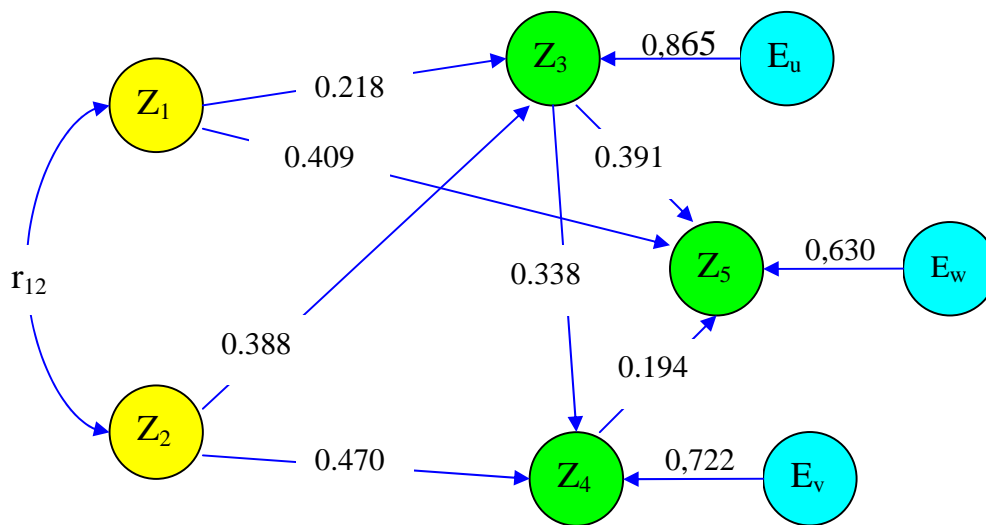 Z₃
0,865
Eᵤ
0.218
Z₁
0.409
0.391
0,630
Z₅
E_w
r₁₂
0.338
0.388
0.194
Z₂
0.470
0,722
Z₄
Eᵥ